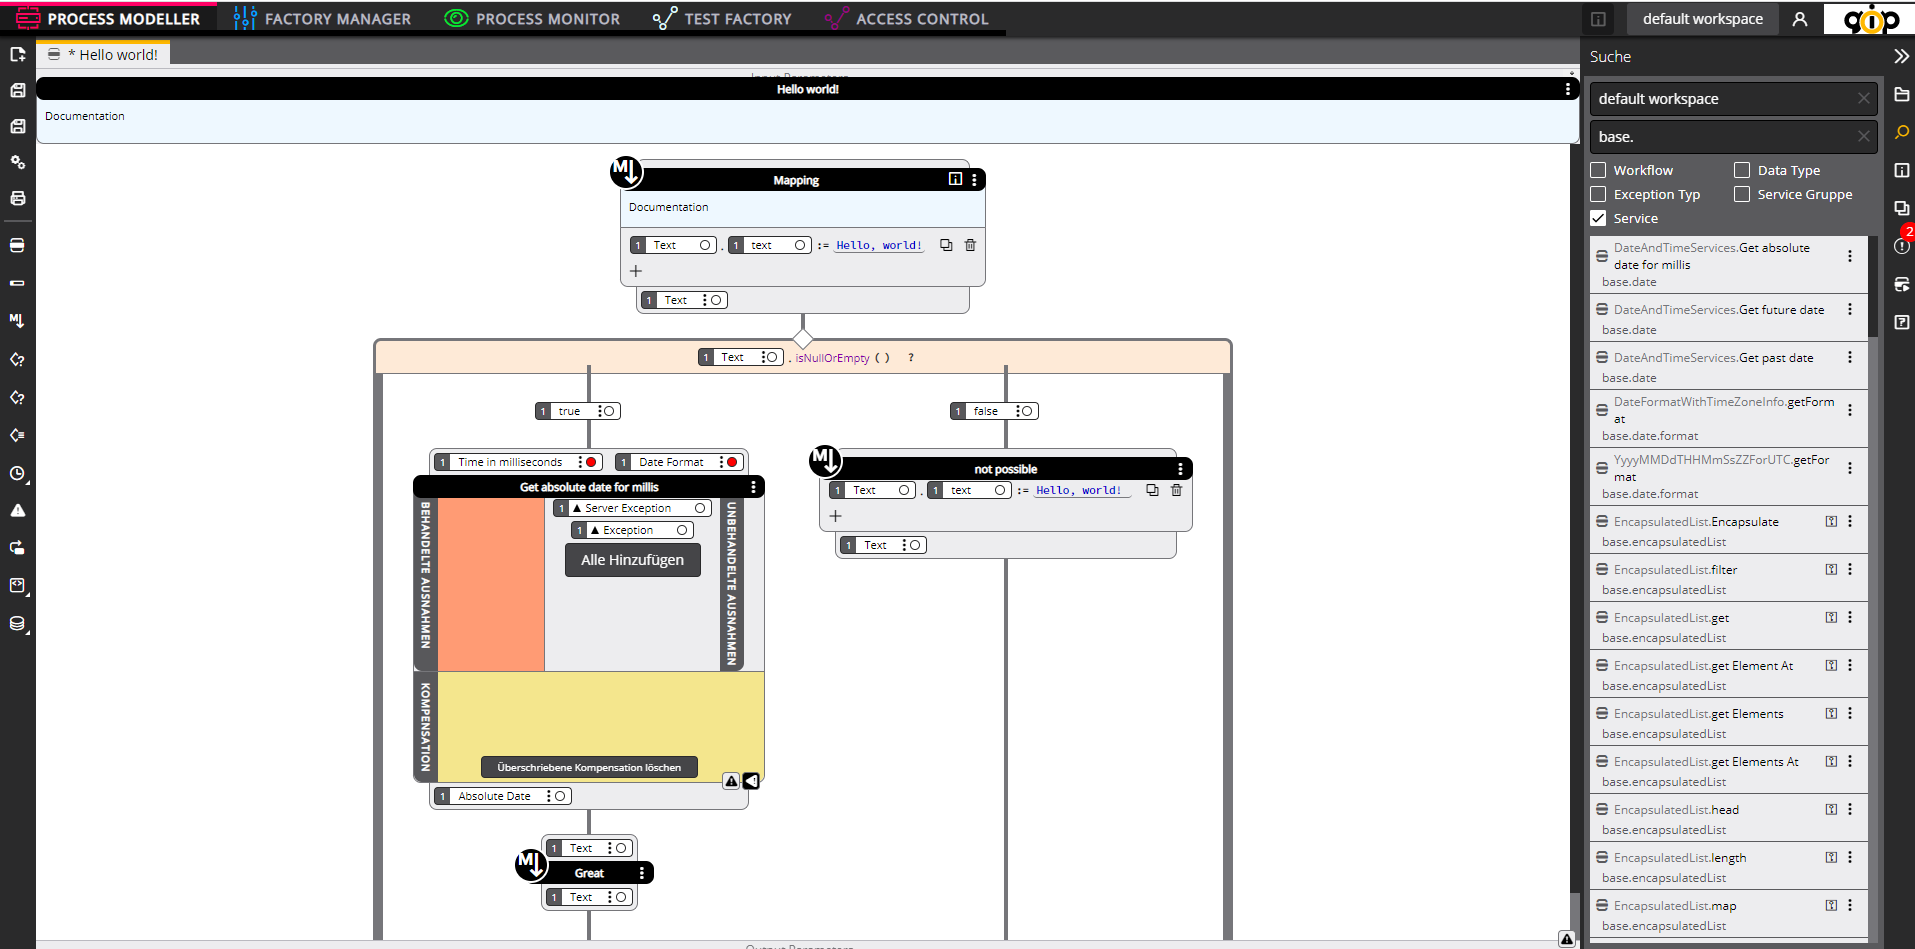 PROCESS MODELLER FACTORY MANAGER PROCESS MONITOR TEST FACTORY ACCESS CONTROL default workspace gip
* Hello world!
Input Parameters
Hello world!
Documentation
Mapping
Documentation
1 Text . 1 text := Hello, world!
1 Text
1 Text . isNullOrEmpty ( ) ?
1 true 1 false
1 Time in milliseconds 1 Date Format
Get absolute date for millis
BEHANDELTE AUSNAHMEN
1 Server Exception
1 Exception
Alle Hinzufügen
UNBEHANDELTE AUSNAHMEN
KOMPENSATION
Überschriebene Kompensation löschen
1 Absolute Date
1 Text
Great
1 Text
not possible
1 Text . 1 text := Hello, world!
1 Text
Output Parameters
Suche
default workspace
base.
Workflow Data Type
Exception Typ Service Gruppe
Service
DateAndTimeServices.Get absolute
date for millis
base.date
DateAndTimeServices.Get future date
base.date
DateAndTimeServices.Get past date
base.date
DateFormatWithTimeZoneInfo.getForm
at
base.date.format
YyyyMMDdTHHMmSsZZForUTC.getFor
mat
base.date.format
EncapsulatedList.Encapsulate
base.encapsulatedList
EncapsulatedList.filter
base.encapsulatedList
EncapsulatedList.get
base.encapsulatedList
EncapsulatedList.get Element At
base.encapsulatedList
EncapsulatedList.get Elements
base.encapsulatedList
EncapsulatedList.get Elements At
base.encapsulatedList
EncapsulatedList.head
base.encapsulatedList
EncapsulatedList.length
base.encapsulatedList
EncapsulatedList.map
base.encapsulatedList
2